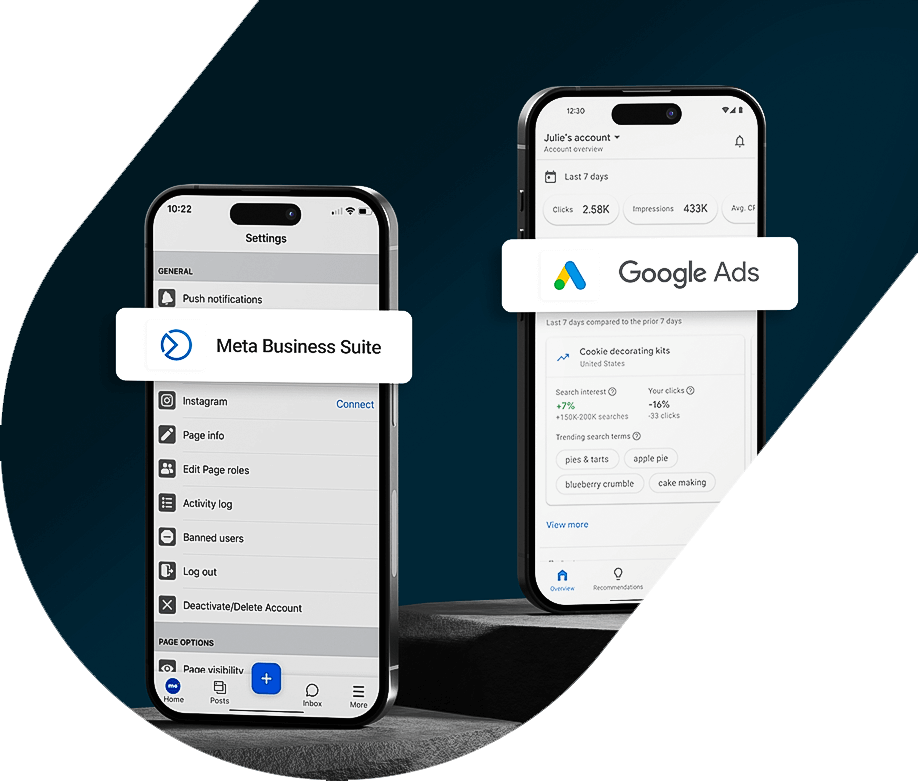 10:22
Settings
GENERAL
Push notifications
Meta Business Suite
Instagram
Connect
Page info
Edit Page roles
Activity log
Banned users
Log out
Deactivate/Delete Account
PAGE OPTIONS
Page visibility
me
Home
Posts
+
Inbox
More
12:30
Julie's account
Account overview
Last 7 days
Clicks 2.58K
Impressions 433K
Avg.
Google Ads
Last 7 days compared to the prior 7 days
Cookie decorating kits
United States
Search interest ?
Your clicks ?
+7%
-16%
+150K-200K searches
-33 clicks
Trending search terms ?
pies & tarts
apple pie
blueberry crumble
cake making
View more
Overview
Recommendations